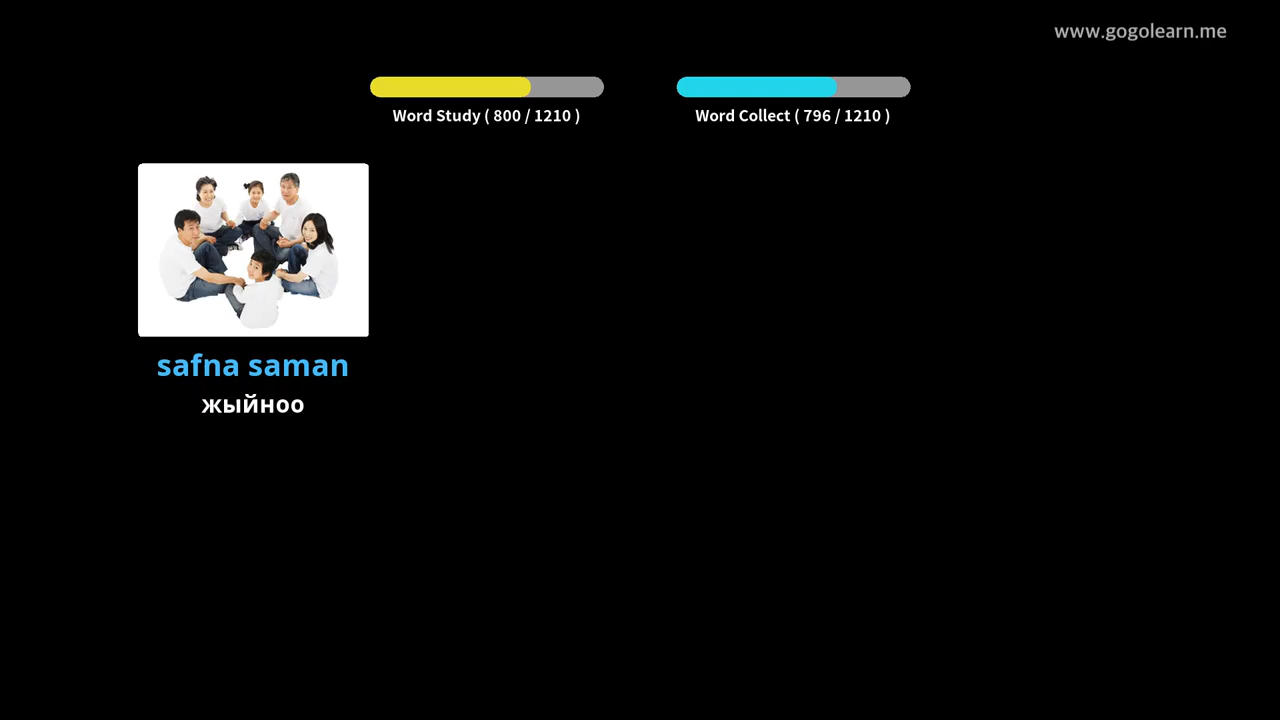 www.gogolearn.me
Word Study ( 800 / 1210 )
Word Collect ( 796 / 1210 )
safna saman
жыйноо